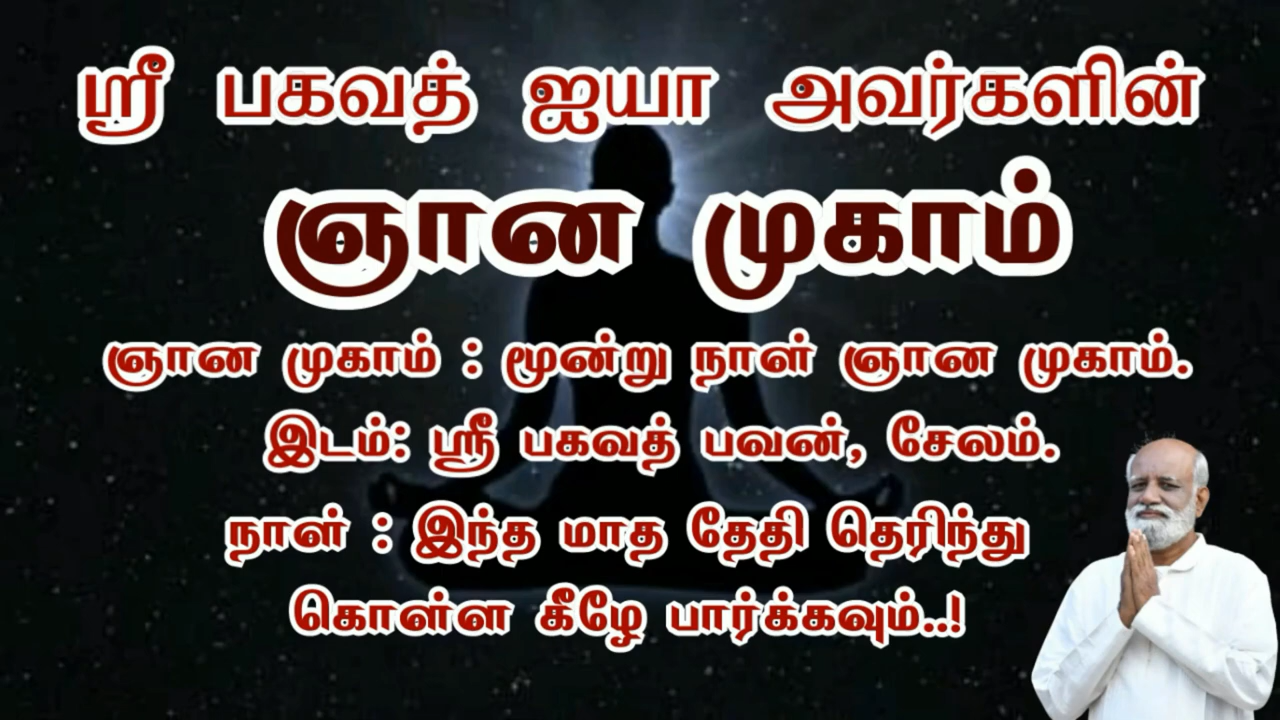 ஸ்ரீ பகவத் ஐயா அவர்களின்
ஞான முகாம்
ஞான முகாம் : மூன்று நாள் ஞான முகாம்.
இடம்: ஸ்ரீ பகவத் பவன், சேலம்.
நாள் : இந்த மாத தேதி தெரிந்து
கொள்ள கீழே பார்க்கவும்..!